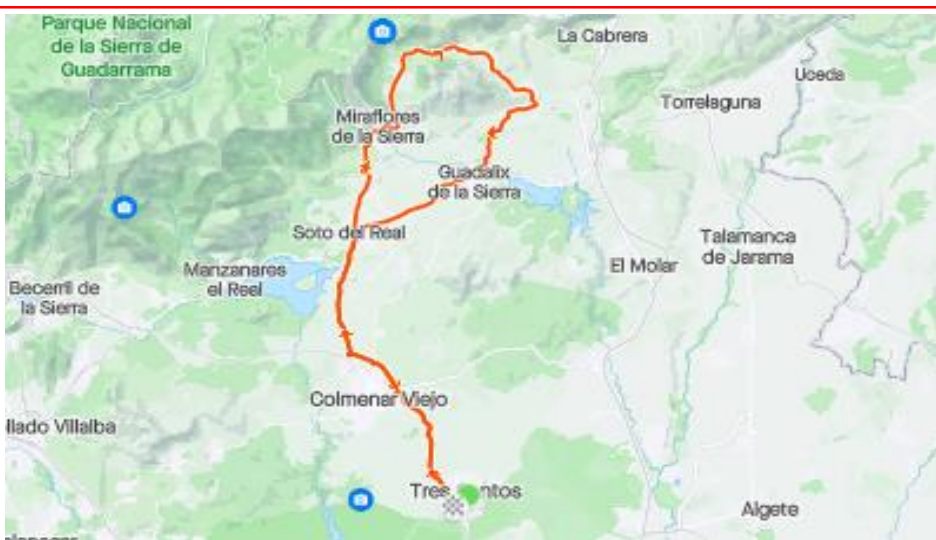 Parque Nacional
de la Sierra de
Guadarrama
La Cabrera
Uceda
Torrelaguna
Miraflores
de la Sierra
Guadalix
de la Sierra
Soto del Real
Talamanca
de Jarama
El Molar
Manzanares
el Real
Becerril de
la Sierra
Colmenar Viejo
llado Villalba
Tres ntos
Algete